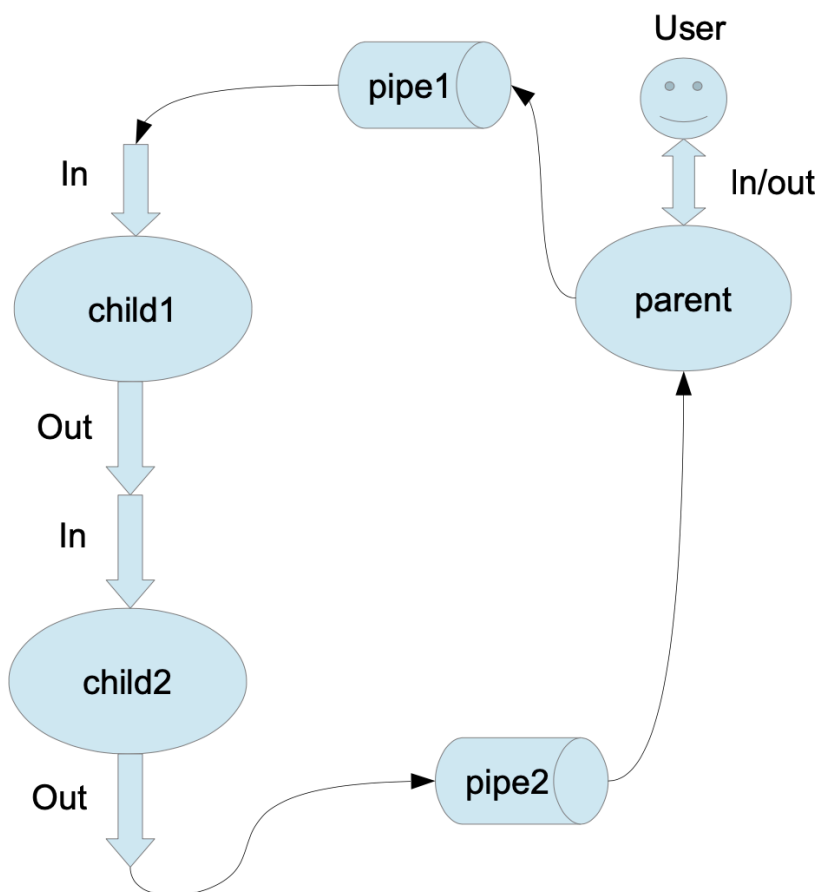 User
pipe1
In
In/out
child1
parent
Out
In
child2
pipe2
Out